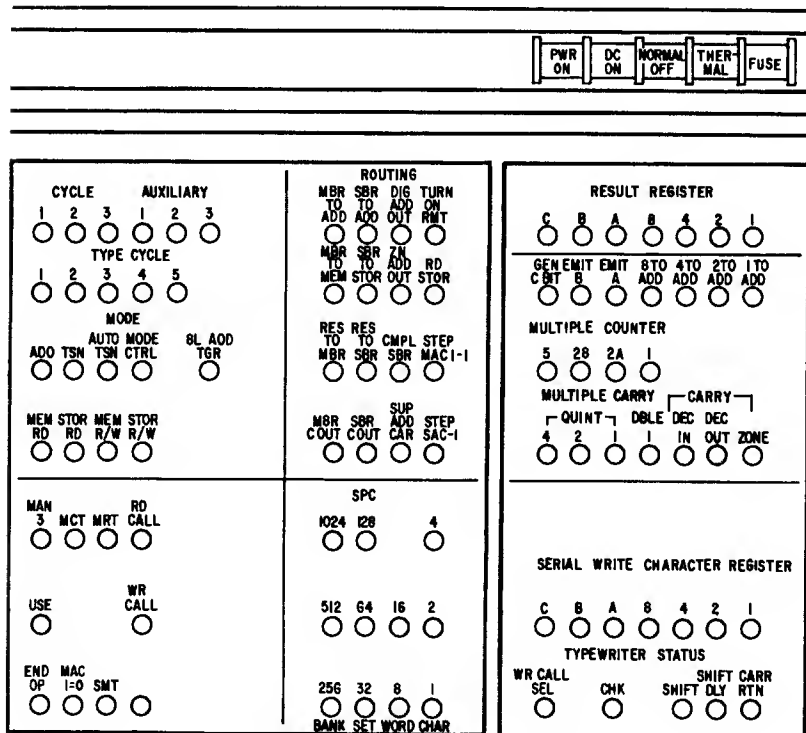 PWR ON DC ON NORMAL OFF THER- MAL FUSE
CYCLE AUXILIARY
1 2 3 1 2 3
TYPE CYCLE
1 2 3 4 5
MODE
ADD TSN AUTO TSN MODE CTRL 8L ADD TGR
MEM RD STOR RD MEM R/W STOR R/W
MAN 3 MCT MRT RD CALL
USE WR CALL
END OP MAC 1=0 SMT
ROUTING
MBR TO ADD SBR TO ADD DIG ADD OUT TURN ON RMT
MBR TO MEM SBR TO STOR ZN ADD OUT RD STOR
RES TO MBR RES TO SBR CMPL SBR STEP MAC 1-1
MBR C OUT SBR COUT SUP ADD CAR STEP SAC-1
SPC
1024 128 4
512 64 16 2
256 32 8 1
BANK SET WORD CHAR
RESULT REGISTER
C B A 8 4 2 1
GEN C BIT EMIT B EMIT A 8 TO ADD 4 TO ADD 2 TO ADD 1 TO ADD
MULTIPLE COUNTER
5 2B 2A 1
MULTIPLE CARRY CARRY
QUINT DBLE DEC DEC
4 2 1 1 IN OUT ZONE
SERIAL WRITE CHARACTER REGISTER
C B A 8 4 2 1
TYPEWRITER STATUS
WR CALL SEL CHK SHIFT SHIFT DLY CARR RTN